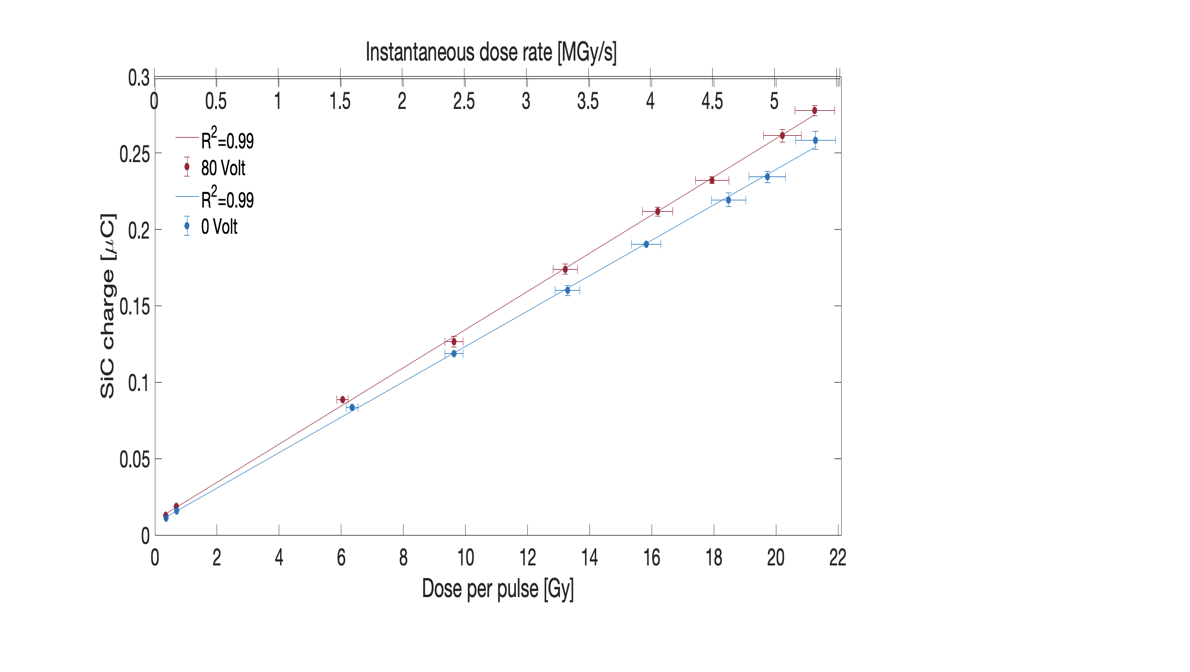 Instantaneous dose rate [MGy/s]
0.3
0 0.5 1 1.5 2 2.5 3 3.5 4 4.5 5
R²=0.99
80 Volt
R²=0.99
0 Volt
0.25
0.2
0.15
0.1
0.05
0
SiC charge [μC]
0 2 4 6 8 10 12 14 16 18 20 22
Dose per pulse [Gy]